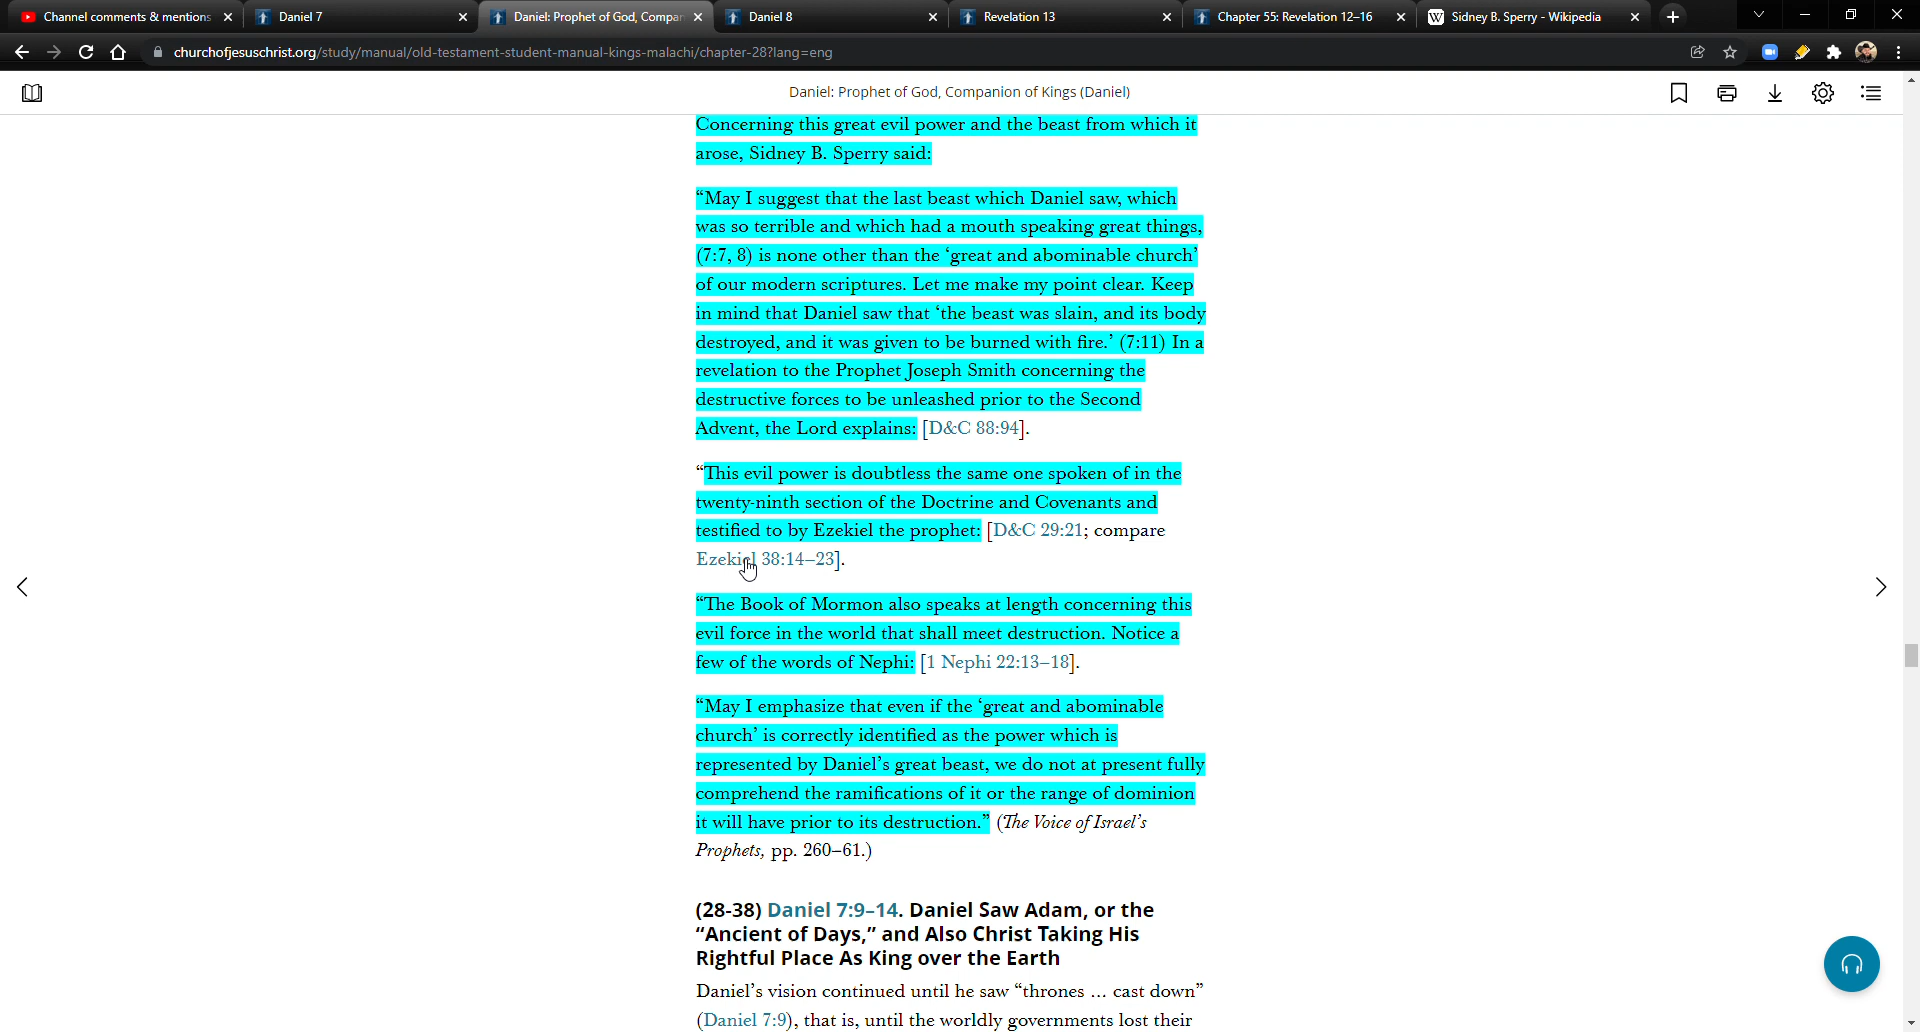 Channel comments & mentions
Daniel 7
Daniel: Prophet of God, Compan
Daniel 8
Revelation 13
Chapter 55: Revelation 12–16
W Sidney B. Sperry - Wikipedia
churchofjesuschrist.org/study/manual/old-testament-student-manual-kings-malachi/chapter-28?lang=eng
Daniel: Prophet of God, Companion of Kings (Daniel)
Concerning this great evil power and the beast from which it
arose, Sidney B. Sperry said:
“May I suggest that the last beast which Daniel saw, which
was so terrible and which had a mouth speaking great things,
(7:7, 8) is none other than the ‘great and abominable church’
of our modern scriptures. Let me make my point clear. Keep
in mind that Daniel saw that ‘the beast was slain, and its body
destroyed, and it was given to be burned with fire.’ (7:11) In a
revelation to the Prophet Joseph Smith concerning the
destructive forces to be unleashed prior to the Second
Advent, the Lord explains: [D&C 88:94].
“This evil power is doubtless the same one spoken of in the
twenty-ninth section of the Doctrine and Covenants and
testified to by Ezekiel the prophet: [D&C 29:21; compare
Ezekiel 38:14–23].
“The Book of Mormon also speaks at length concerning this
evil force in the world that shall meet destruction. Notice a
few of the words of Nephi: [1 Nephi 22:13–18].
“May I emphasize that even if the ‘great and abominable
church’ is correctly identified as the power which is
represented by Daniel’s great beast, we do not at present fully
comprehend the ramifications of it or the range of dominion
it will have prior to its destruction.” (The Voice of Israel’s
Prophets, pp. 260–61.)
(28-38) Daniel 7:9–14. Daniel Saw Adam, or the
“Ancient of Days,” and Also Christ Taking His
Rightful Place As King over the Earth
Daniel’s vision continued until he saw “thrones … cast down”
(Daniel 7:9), that is, until the worldly governments lost their